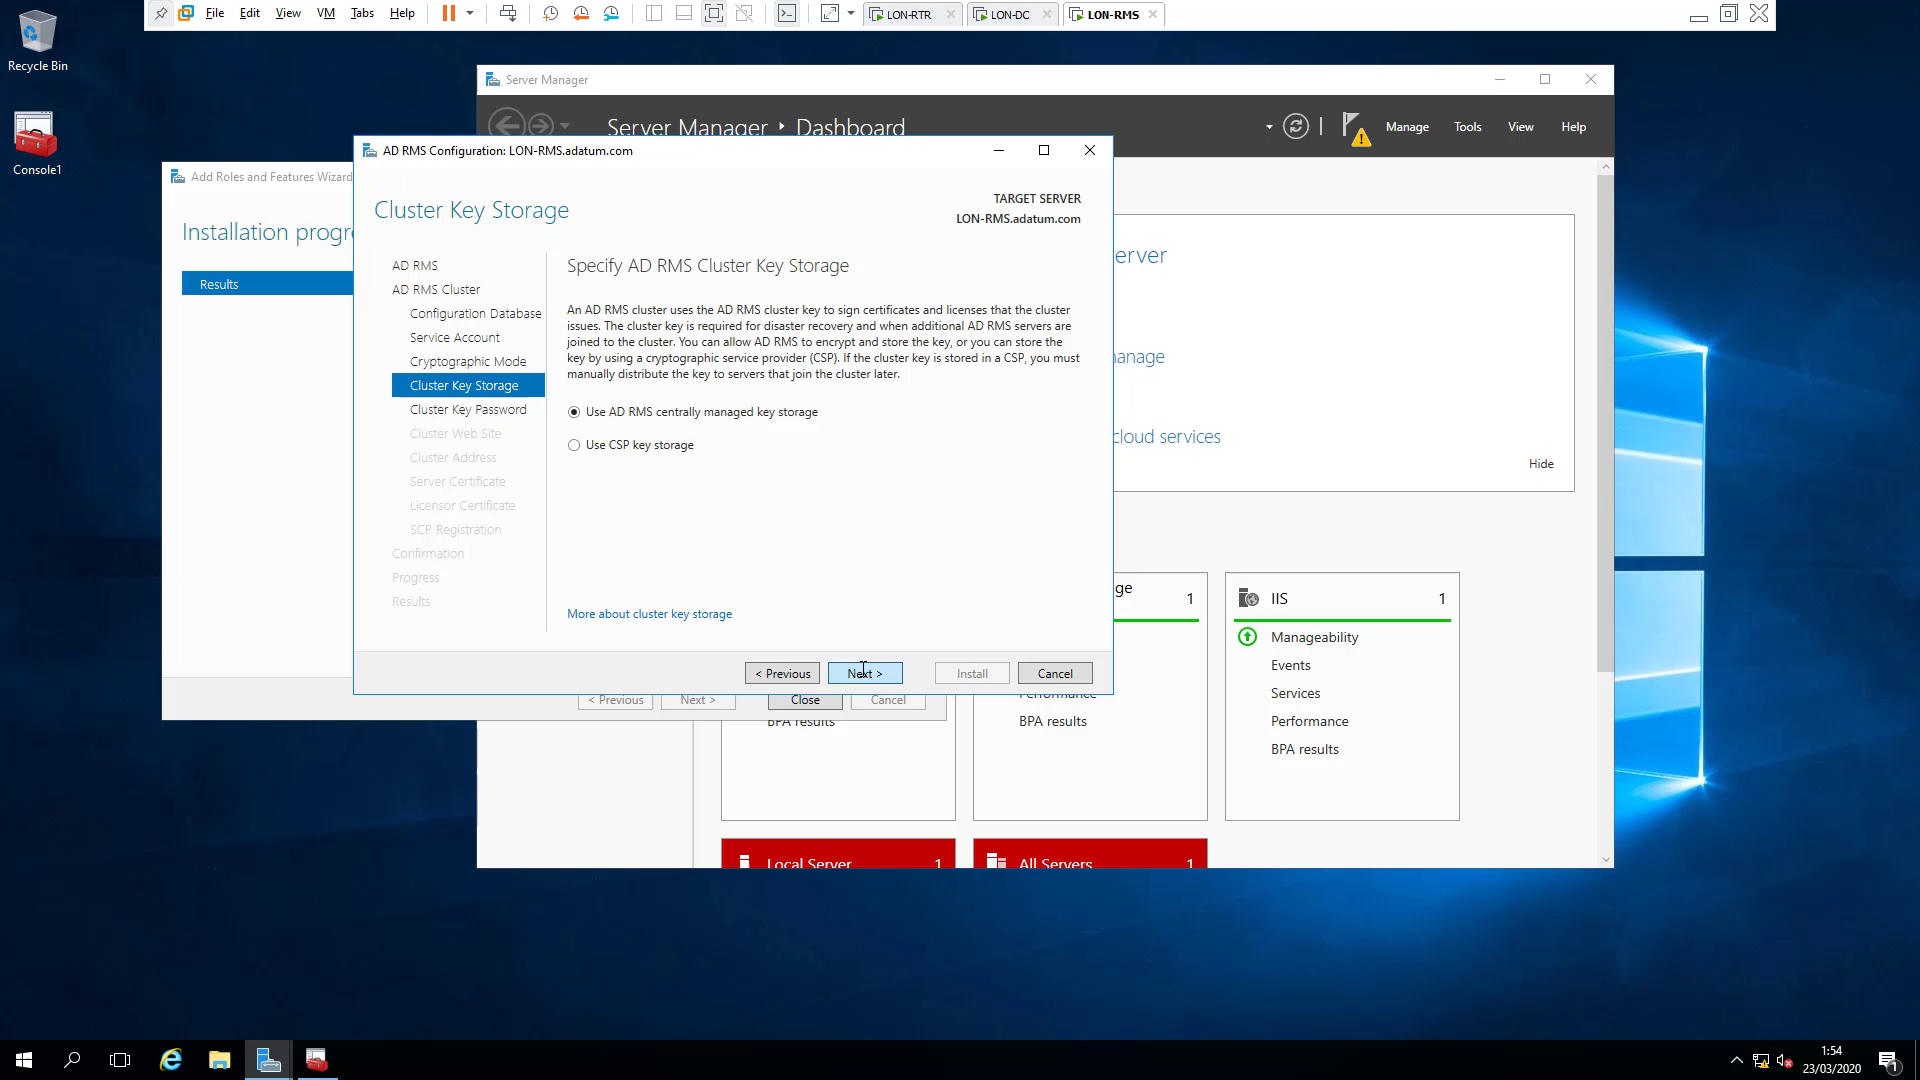 File Edit View VM Tabs Help
LON-RTR
LON-DC
LON-RMS
Recycle Bin
Console1
Server Manager
Server Manager
Dashboard
Manage
Tools
View
Help
Add Roles and Features Wizard
Installation progre
Results
AD RMS Configuration: LON-RMS.adatum.com
Cluster Key Storage
TARGET SERVER
LON-RMS.adatum.com
AD RMS
AD RMS Cluster
Configuration Database
Service Account
Cryptographic Mode
Cluster Key Storage
Cluster Key Password
Cluster Web Site
Cluster Address
Server Certificate
Licensor Certificate
SCP Registration
Confirmation
Progress
Results
Specify AD RMS Cluster Key Storage
An AD RMS cluster uses the AD RMS cluster key to sign certificates and licenses that the cluster
issues. The cluster key is required for disaster recovery and when additional AD RMS servers are
joined to the cluster. You can allow AD RMS to encrypt and store the key, or you can store the
key by using a cryptographic service provider (CSP). If the cluster key is stored in a CSP, you must
manually distribute the key to servers that join the cluster later.
Use AD RMS centrally managed key storage
Use CSP key storage
More about cluster key storage
< Previous
Next >
Install
Cancel
< Previous
Next >
Close
Cancel
erver
manage
cloud services
Hide
ge
1
Performance
BPA results
BPA results
IIS
1
Manageability
Events
Services
Performance
BPA results
Local Server
1
All Servers
1
1:54
23/03/2020
1